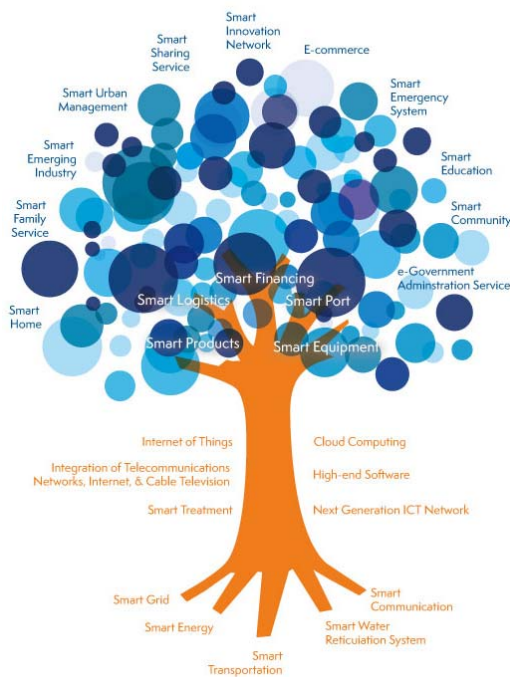 Smart
Innovation
Network
E-commerce
Smart
Sharing
Service
Smart
Emergency
System
Smart Urban
Management
Smart
Emerging
Industry
Smart
Education
Smart
Family
Service
Smart
Community
e-Government
Adminstration Service
Smart
Home
Smart Financing
Smart Logistics
Smart Port
Smart Products
Smart Equipment
Internet of Things
Cloud Computing
Integration of Telecommunications
Networks, Internet, & Cable Television
High-end Software
Smart Treatment
Next Generation ICT Network
Smart Grid
Smart
Communication
Smart Energy
Smart Water
Reticuiation System
Smart
Transportation